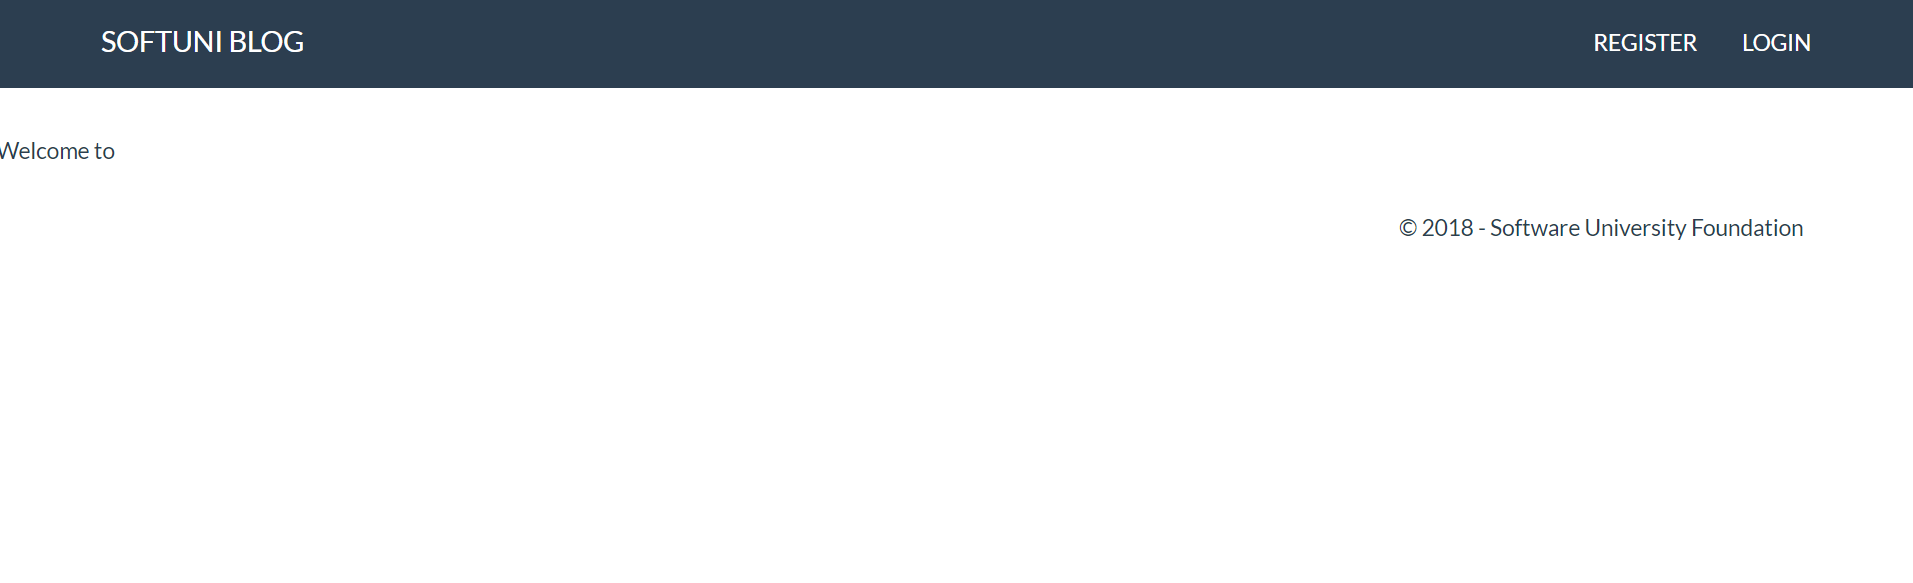 SOFTUNI BLOG REGISTER LOGIN
Welcome to
© 2018 - Software University Foundation